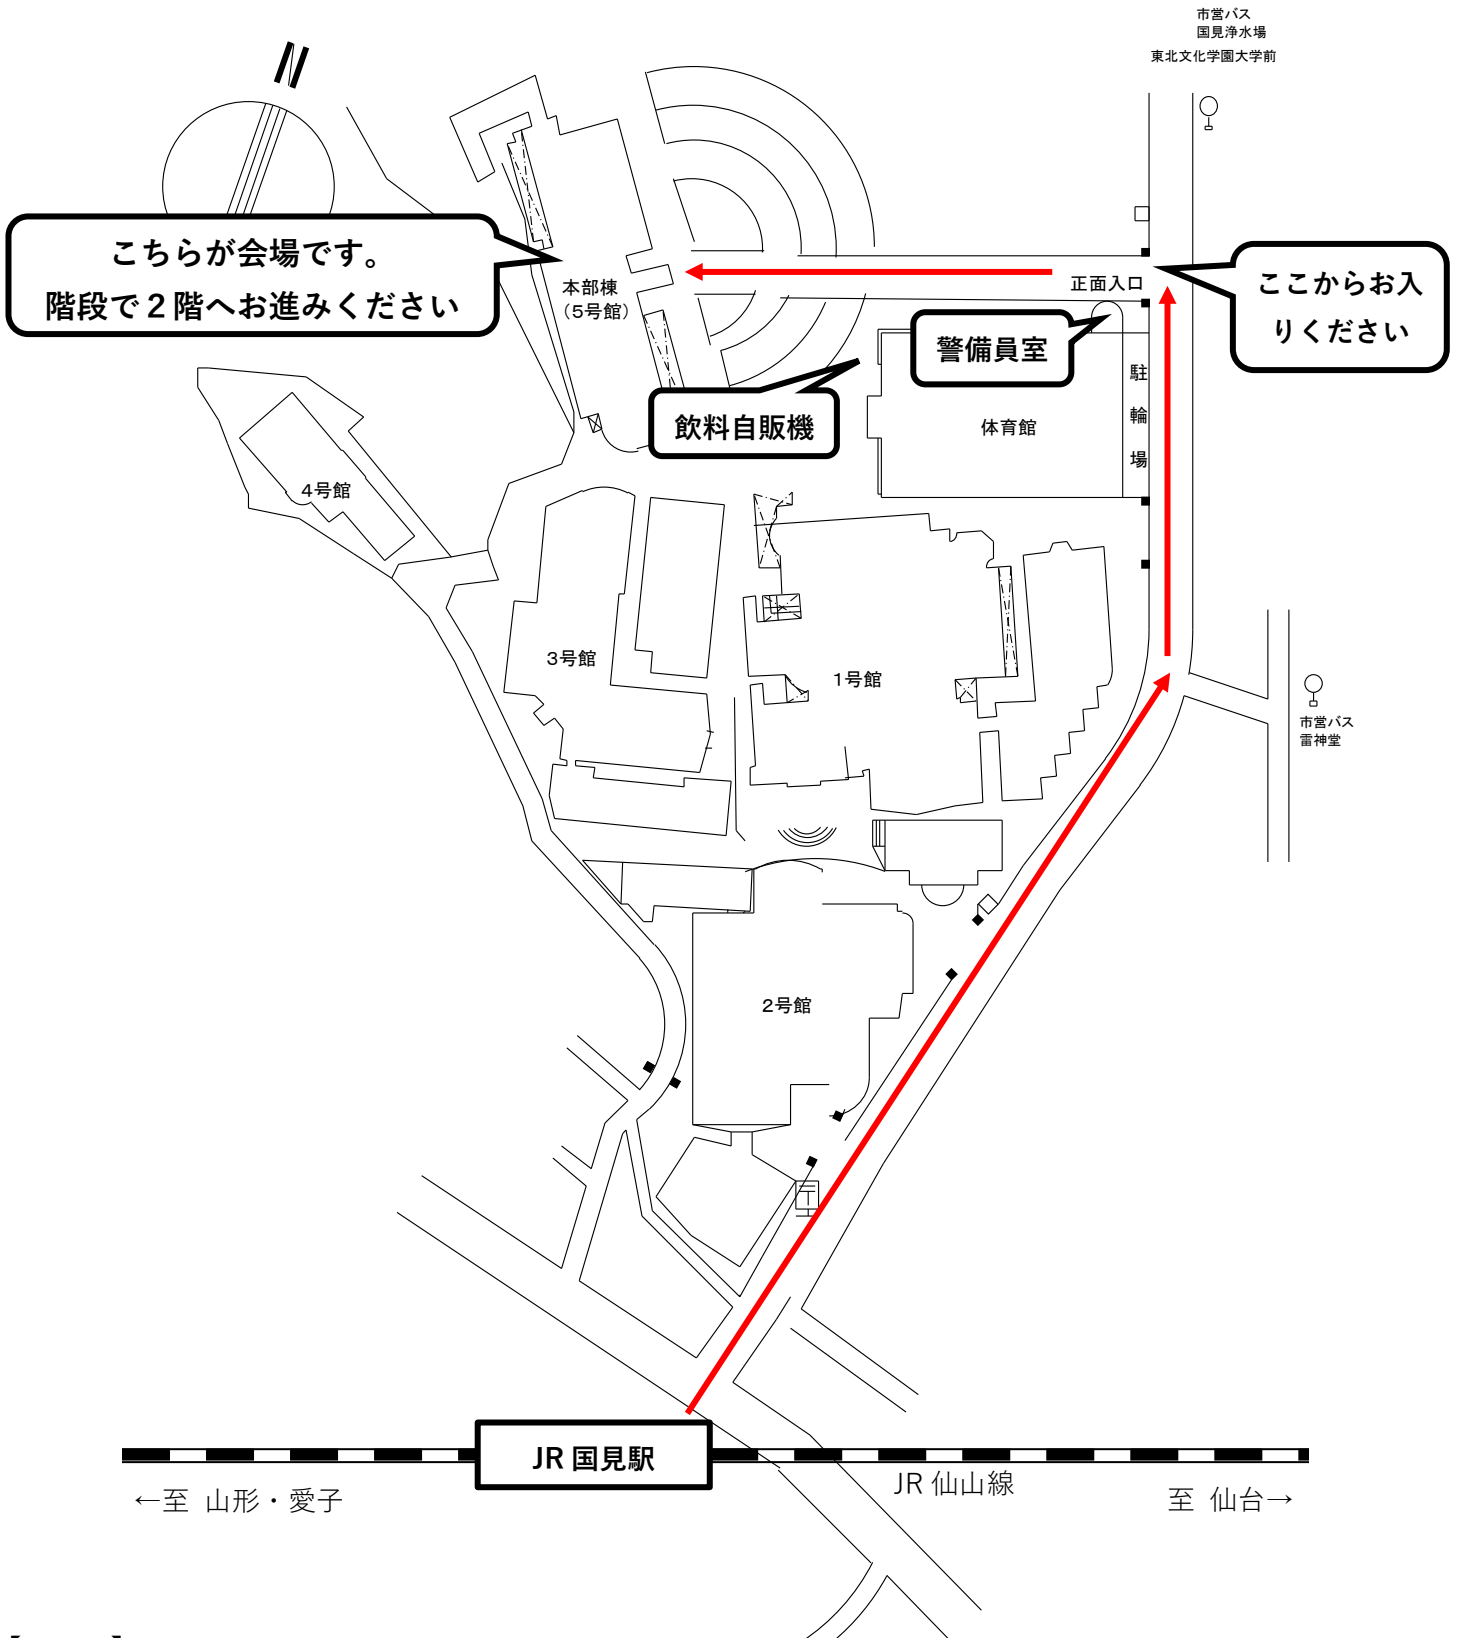 市営バス
国見浄水場
東北文化学園大学前
こちらが会場です。
階段で２階へお進みください
本部棟
（5号館）
正面入口
ここからお入
りください
警備員室
飲料自販機
駐輪場
体育館
4号館
3号館
1号館
市営バス
雷神堂
2号館
JR 国見駅
JR 仙山線
←至 山形・愛子
至 仙台→